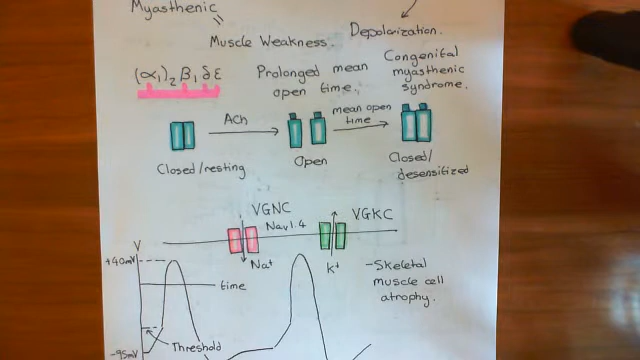 Myasthenic
Muscle Weakness.
Depolarization.
(α₁)₂ β₁ δ ε
Prolonged mean
open time.
Congenital
myasthenic
syndrome.
ACh
mean open
time
Closed/resting
Open
Closed/
desensitized
VGNC
Nav1.4
VGKC
Na⁺
K⁺
V
+40mV
time
Threshold
-95mV
-Skeletal
muscle cell
atrophy.